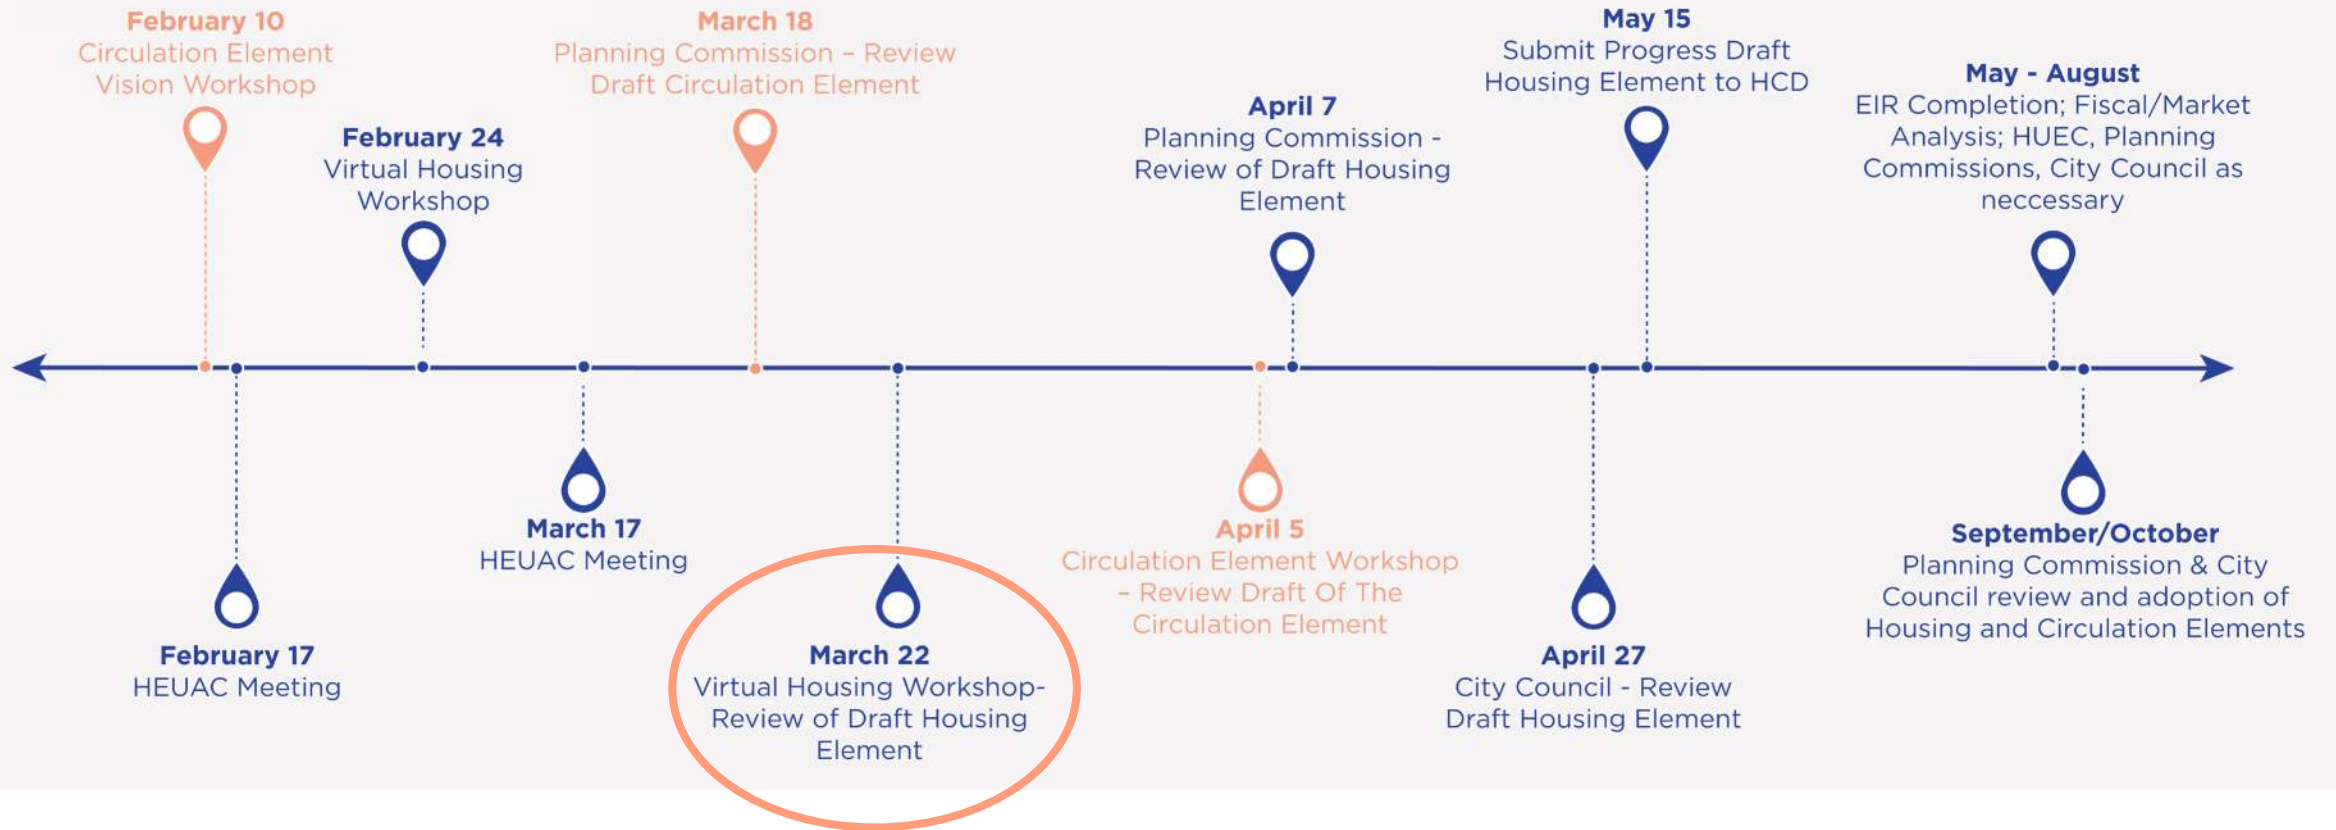 February 10
Circulation Element
Vision Workshop
February 17
HEUAC Meeting
February 24
Virtual Housing
Workshop
March 17
HEUAC Meeting
March 18
Planning Commission – Review
Draft Circulation Element
March 22
Virtual Housing Workshop-
Review of Draft Housing
Element
April 5
Circulation Element Workshop
– Review Draft Of The
Circulation Element
April 7
Planning Commission -
Review of Draft Housing
Element
April 27
City Council - Review
Draft Housing Element
May 15
Submit Progress Draft
Housing Element to HCD
May - August
EIR Completion; Fiscal/Market
Analysis; HUEC, Planning
Commissions, City Council as
neccessary
September/October
Planning Commission & City
Council review and adoption of
Housing and Circulation Elements